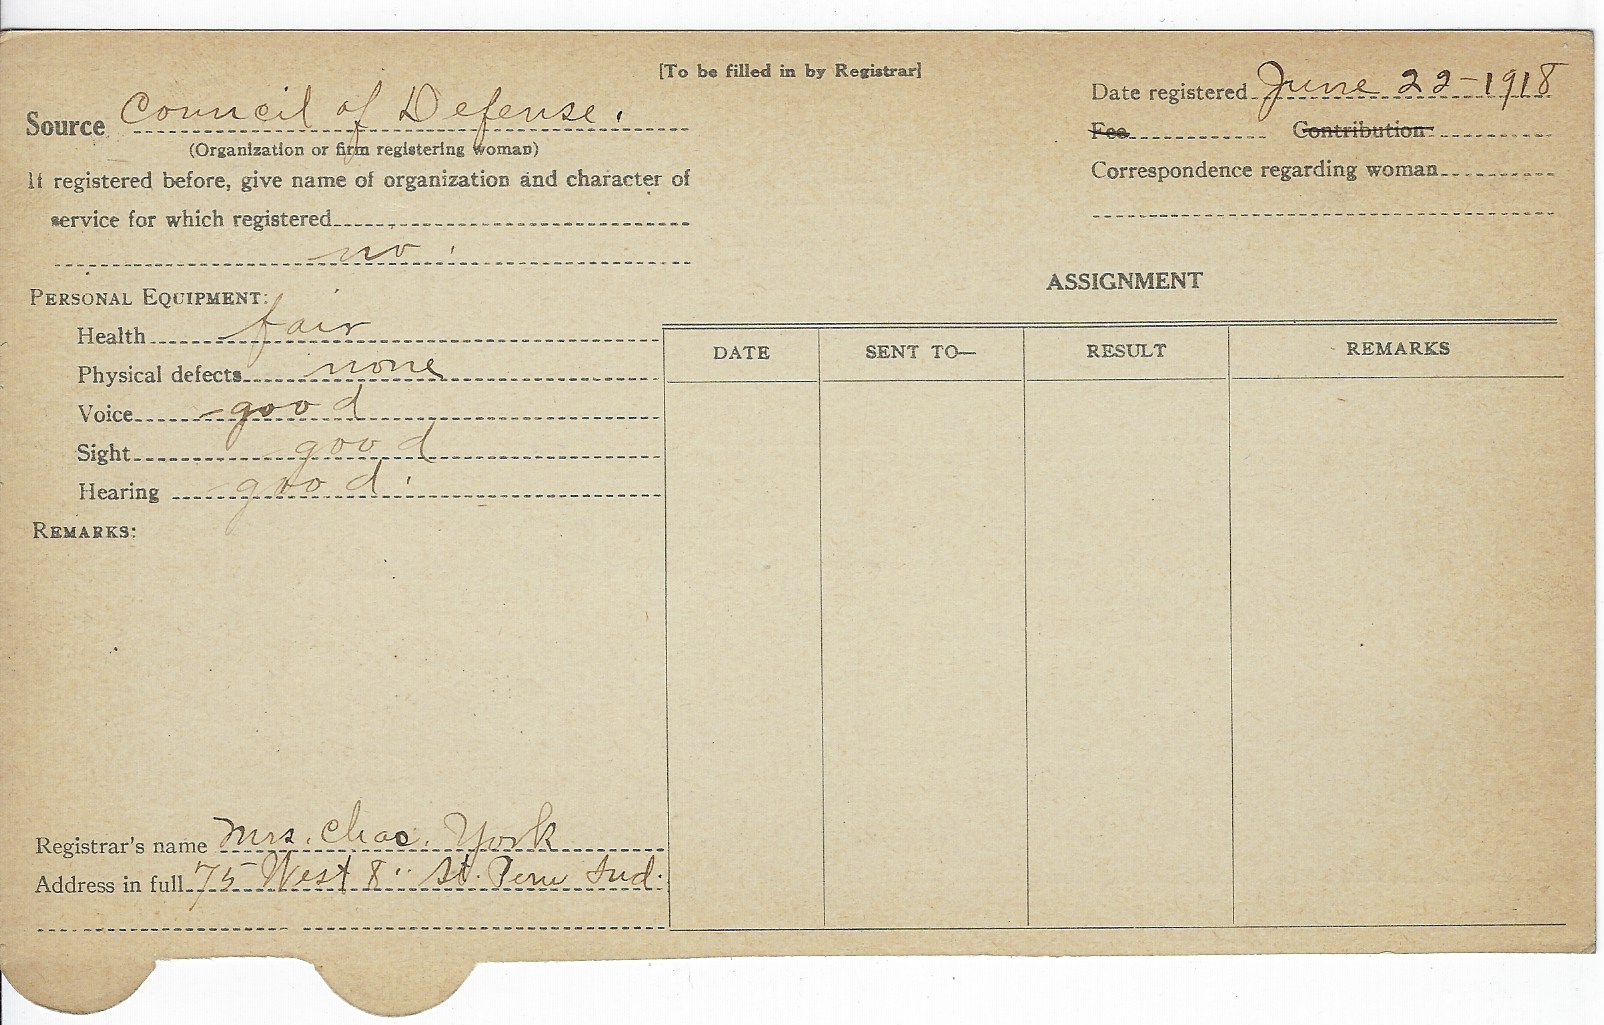 [To be filled in by Registrar]
Source Council of Defense.
(Organization or firm registering woman)
If registered before, give name of organization and character of
service for which registered
no.
Date registered June 22-1918
Fee Contribution
Correspondence regarding woman
PERSONAL EQUIPMENT:
Health fair
Physical defects none
Voice good
Sight good
Hearing good.
REMARKS:
ASSIGNMENT
DATE SENT TO— RESULT REMARKS
Registrar's name Mrs. Chas. York
Address in full 75 West 8" St. Peru Ind.